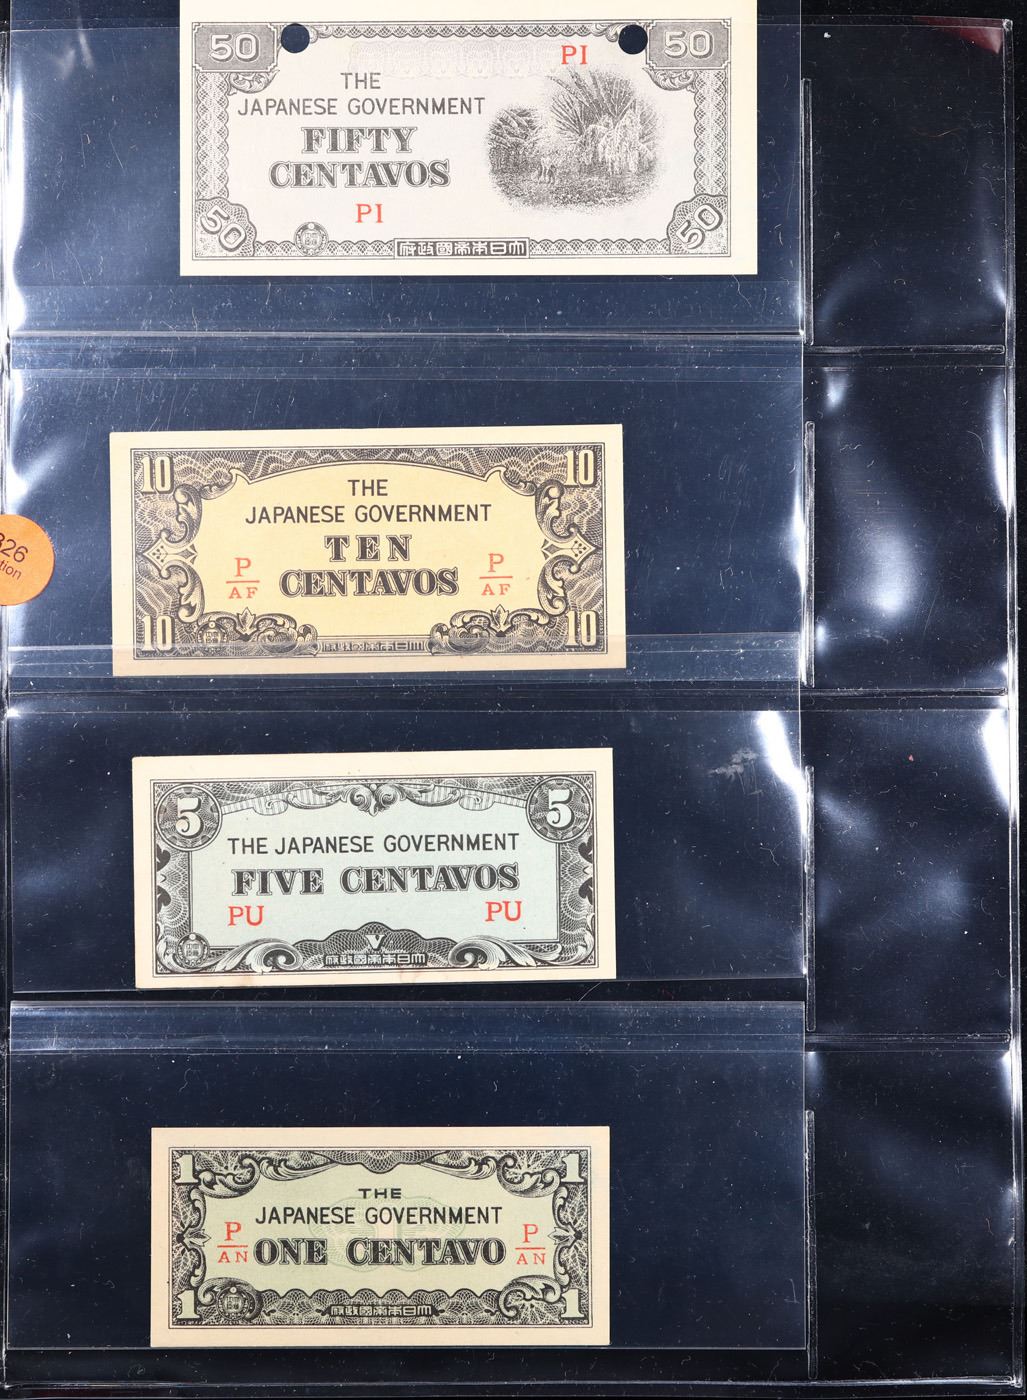 50 50
PI
THE
JAPANESE GOVERNMENT
FIFTY
CENTAVOS
PI
50 50
府政國帝本日大
10 10
THE
JAPANESE GOVERNMENT
TEN
P P
AF AF
CENTAVOS
10 10
府政國帝本日大
26
tion
5 5
THE JAPANESE GOVERNMENT
FIVE CENTAVOS
PU PU
V
府政國帝本日大
1 1
THE
JAPANESE GOVERNMENT
P P
AN AN
ONE CENTAVO
1 1
府政國帝本日大